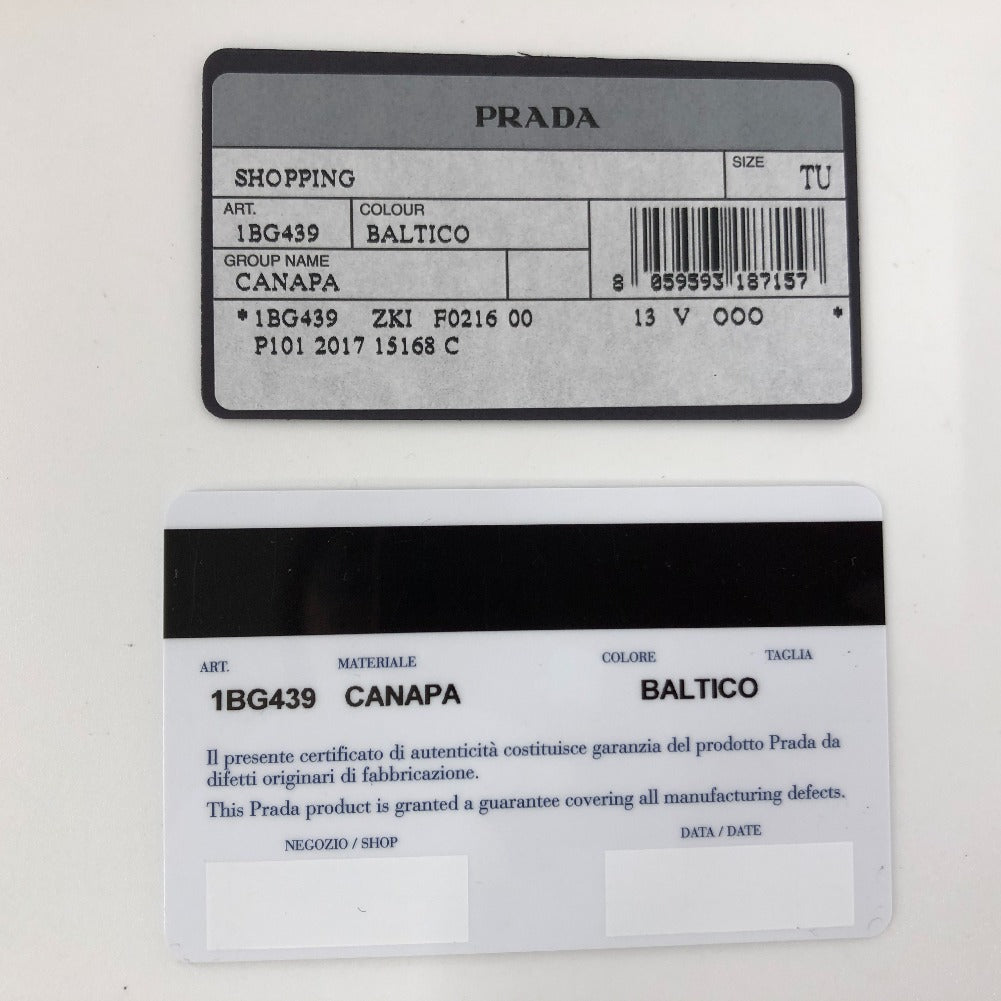 PRADA
SHOPPING SIZE TU
ART. COLOUR
1BG439 BALTICO
GROUP NAME
CANAPA
8 059593 187157
*1BG439 ZKI F0216 00 13 V OOO *
P101 2017 15168 C
ART. MATERIALE COLORE TAGLIA
1BG439 CANAPA BALTICO
Il presente certificato di autenticità costituisce garanzia del prodotto Prada da
difetti originari di fabbricazione.
This Prada product is granted a guarantee covering all manufacturing defects.
NEGOZIO / SHOP DATA / DATE